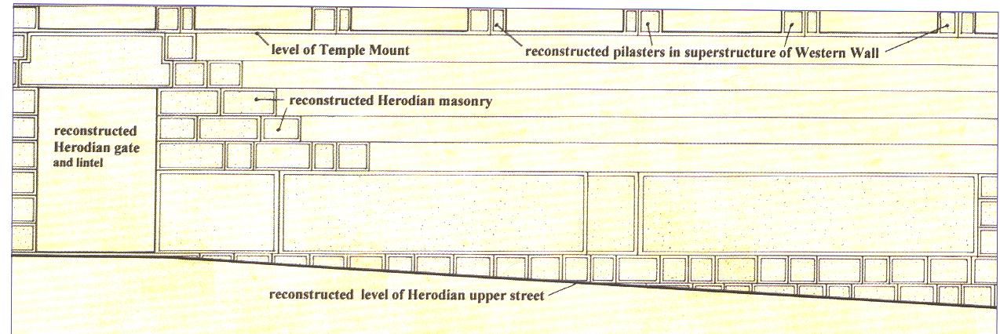 level of Temple Mount
reconstructed pilasters in superstructure of Western Wall
reconstructed Herodian masonry
reconstructed
Herodian gate
and lintel
reconstructed level of Herodian upper street